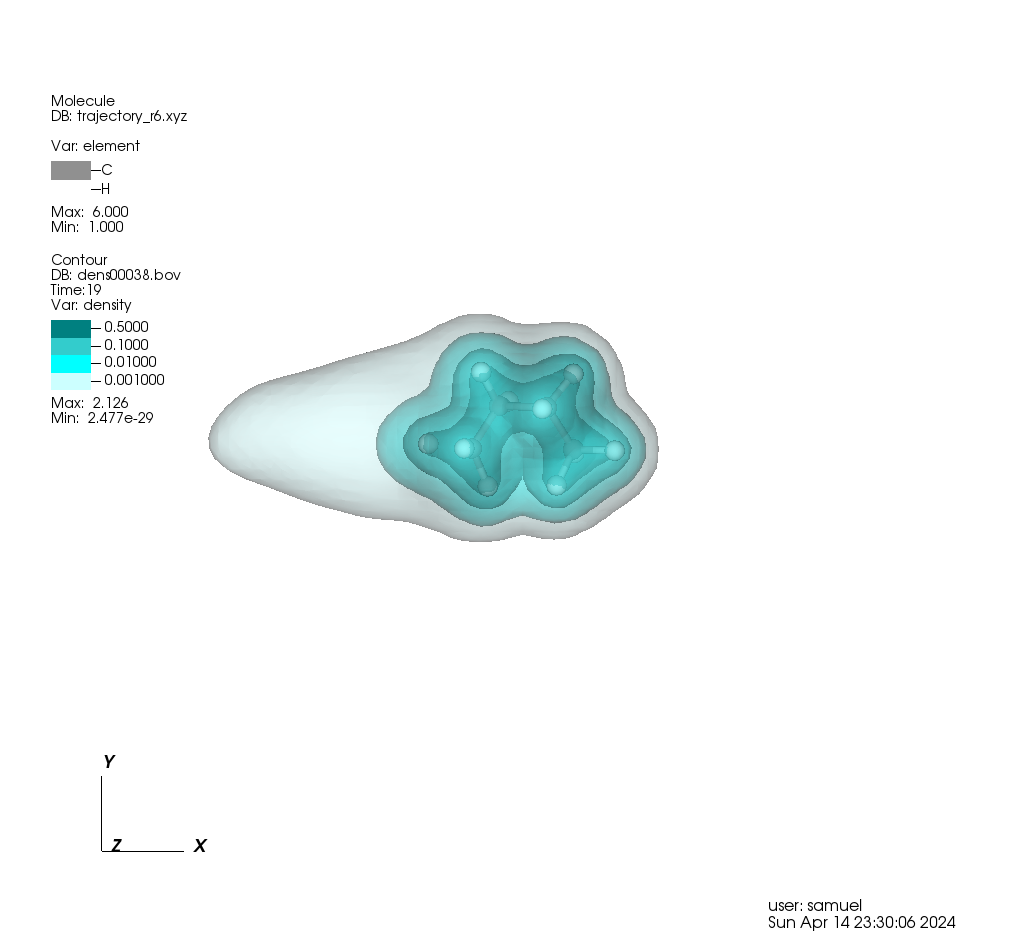 Molecule
DB: trajectory_r6.xyz
Var: element
C
H
Max: 6.000
Min: 1.000
Contour
DB: dens00038.bov
Time:19
Var: density
0.5000
0.1000
0.01000
0.001000
Max: 2.126
Min: 2.477e-29
Y
Z X
user: samuel
Sun Apr 14 23:30:06 2024